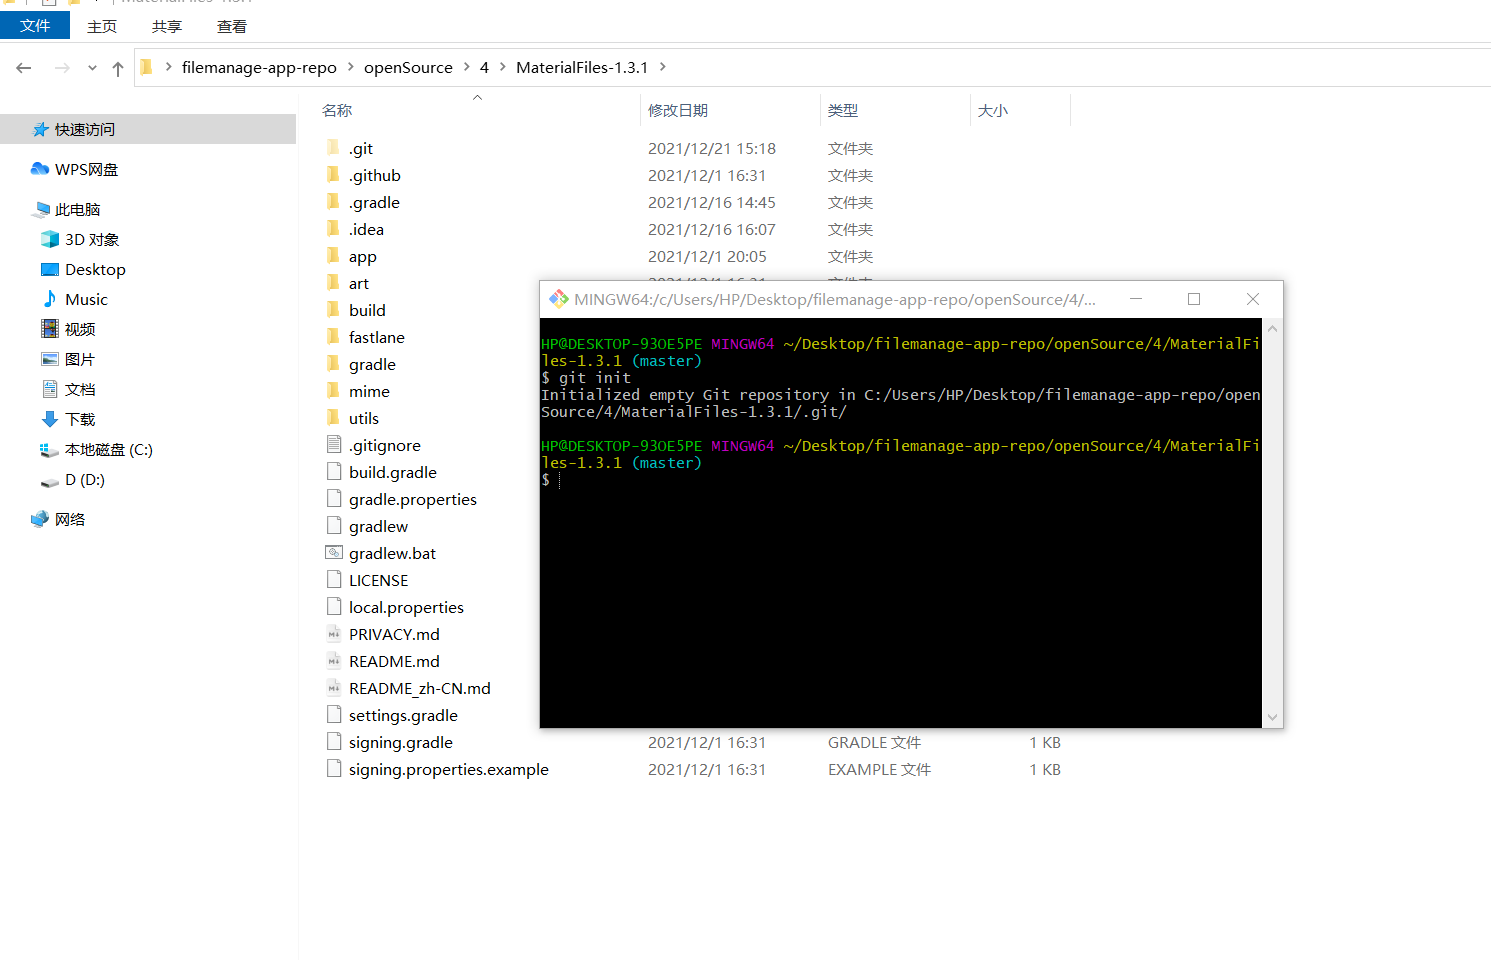 文件 主页 共享 查看
filemanage-app-repo > openSource > 4 > MaterialFiles-1.3.1 >
名称 修改日期 类型 大小
快速访问
WPS网盘
此电脑
3D 对象
Desktop
Music
视频
图片
文档
下载
本地磁盘 (C:)
D (D:)
网络
.git 2021/12/21 15:18 文件夹
.github 2021/12/1 16:31 文件夹
.gradle 2021/12/16 14:45 文件夹
.idea 2021/12/16 16:07 文件夹
app 2021/12/1 20:05 文件夹
art
build
fastlane
gradle
mime
utils
.gitignore
build.gradle
gradle.properties
gradlew
gradlew.bat
LICENSE
local.properties
PRIVACY.md
README.md
README_zh-CN.md
settings.gradle
signing.gradle 2021/12/1 16:31 GRADLE 文件 1 KB
signing.properties.example 2021/12/1 16:31 EXAMPLE 文件 1 KB
MINGW64:/c/Users/HP/Desktop/filemanage-app-repo/openSource/4/...
HP@DESKTOP-93OE5PE MINGW64 ~/Desktop/filemanage-app-repo/openSource/4/MaterialFi
les-1.3.1 (master)
$ git init
Initialized empty Git repository in C:/Users/HP/Desktop/filemanage-app-repo/open
Source/4/MaterialFiles-1.3.1/.git/
HP@DESKTOP-93OE5PE MINGW64 ~/Desktop/filemanage-app-repo/openSource/4/MaterialFi
les-1.3.1 (master)
$